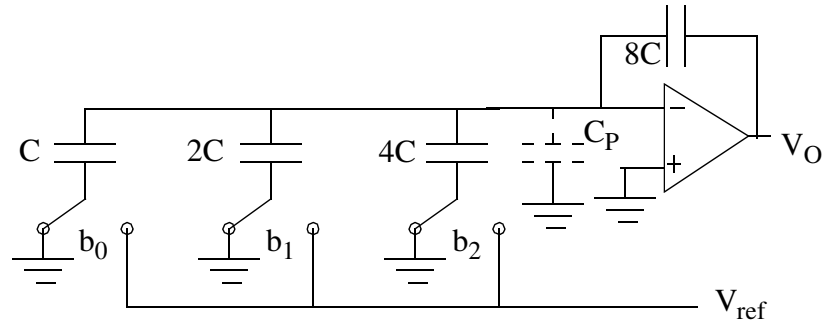 8C
C
2C
4C
C_P
−
+
V_O
b_0
b_1
b_2
V_ref